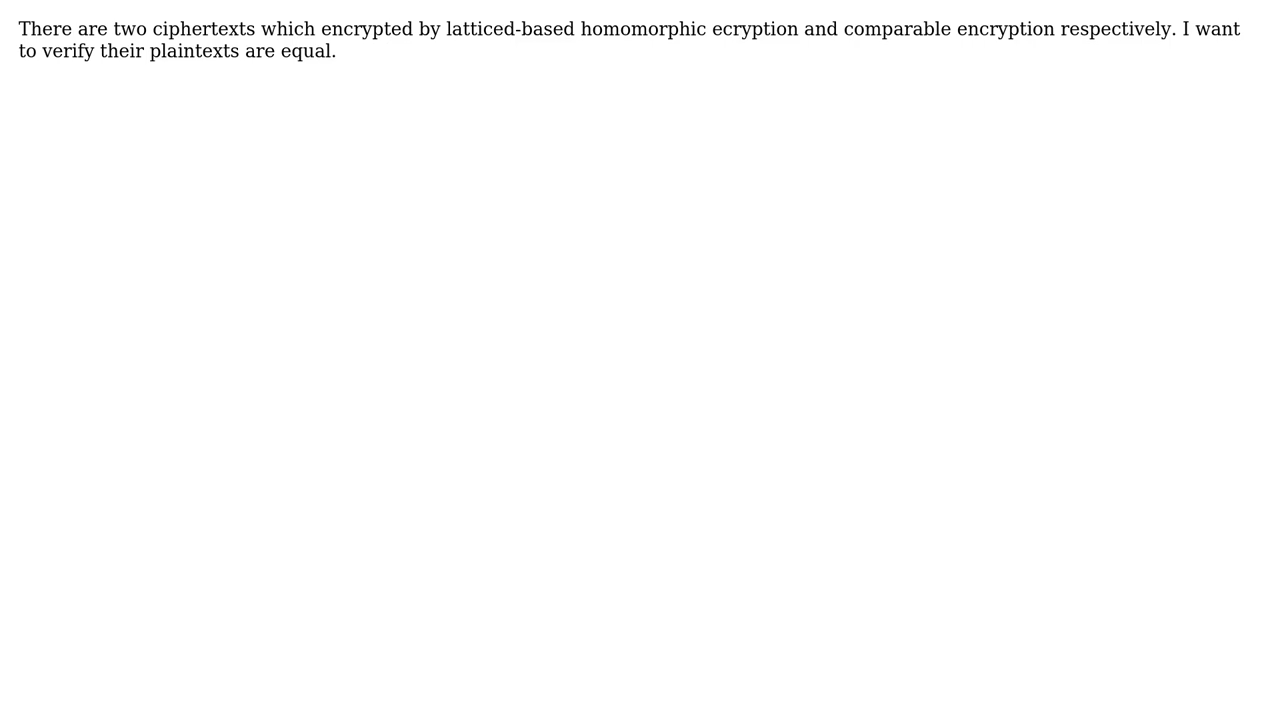 There are two ciphertexts which encrypted by latticed-based homomorphic ecryption and comparable encryption respectively. I want
to verify their plaintexts are equal.